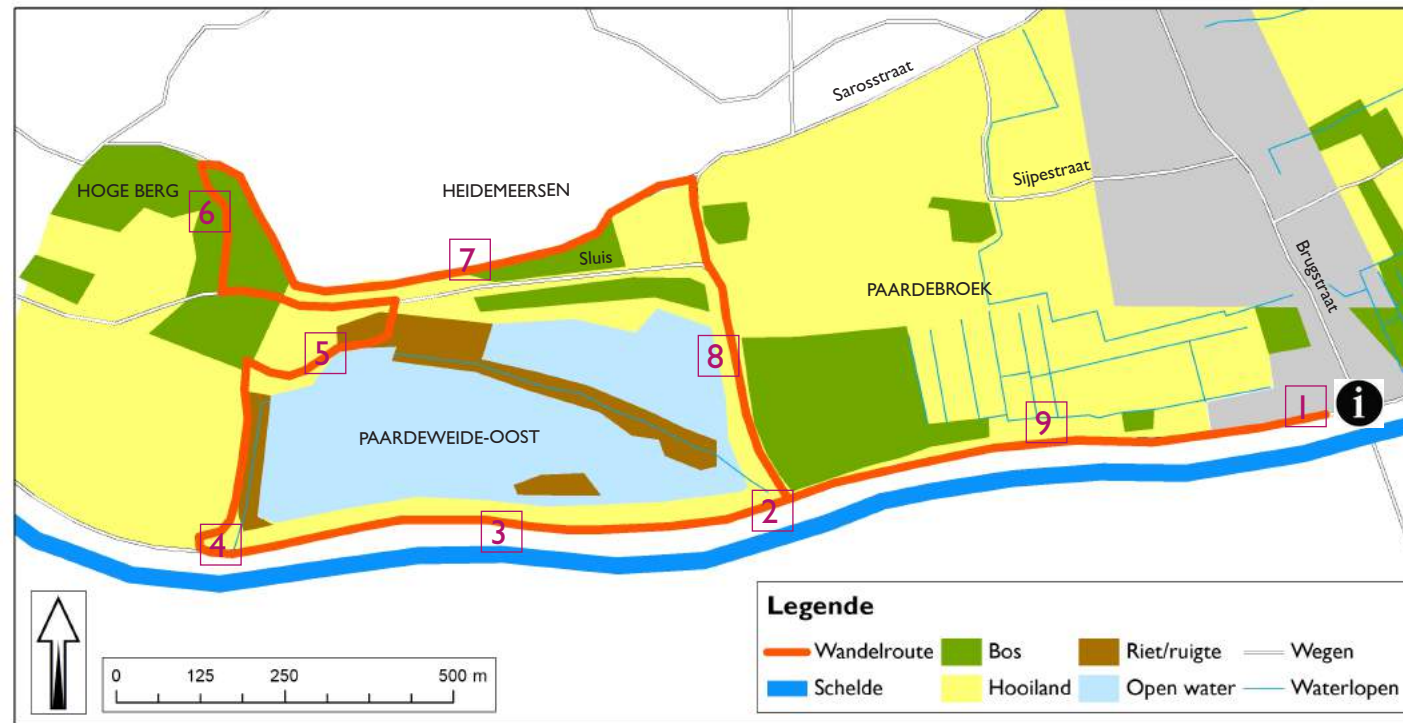 Sarosstraat
Sijpestraat
HOGE BERG
HEIDEMEERSEN
6
7
Sluis
Brugstraat
PAARDEBROEK
5
8
1
i
9
PAARDEWEIDE-OOST
2
3
4
Legende
Wandelroute
Bos
Riet/ruigte
Wegen
Schelde
Hooiland
Open water
Waterlopen
0 125 250 500 m